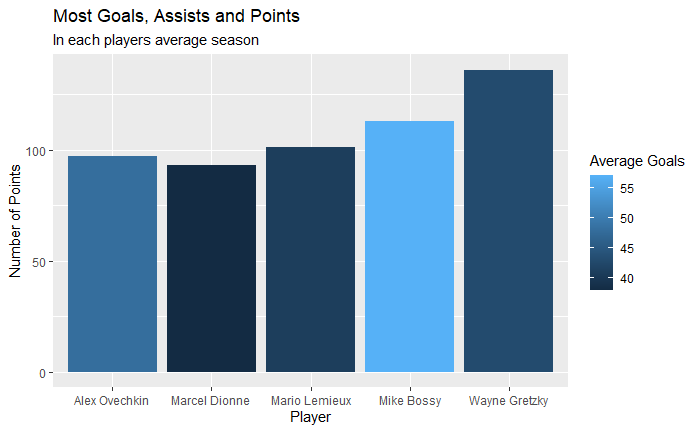 Most Goals, Assists and Points
In each players average season
Number of Points
100
50
0
Alex Ovechkin
Marcel Dionne
Mario Lemieux
Mike Bossy
Wayne Gretzky
Player
Average Goals
55
50
45
40